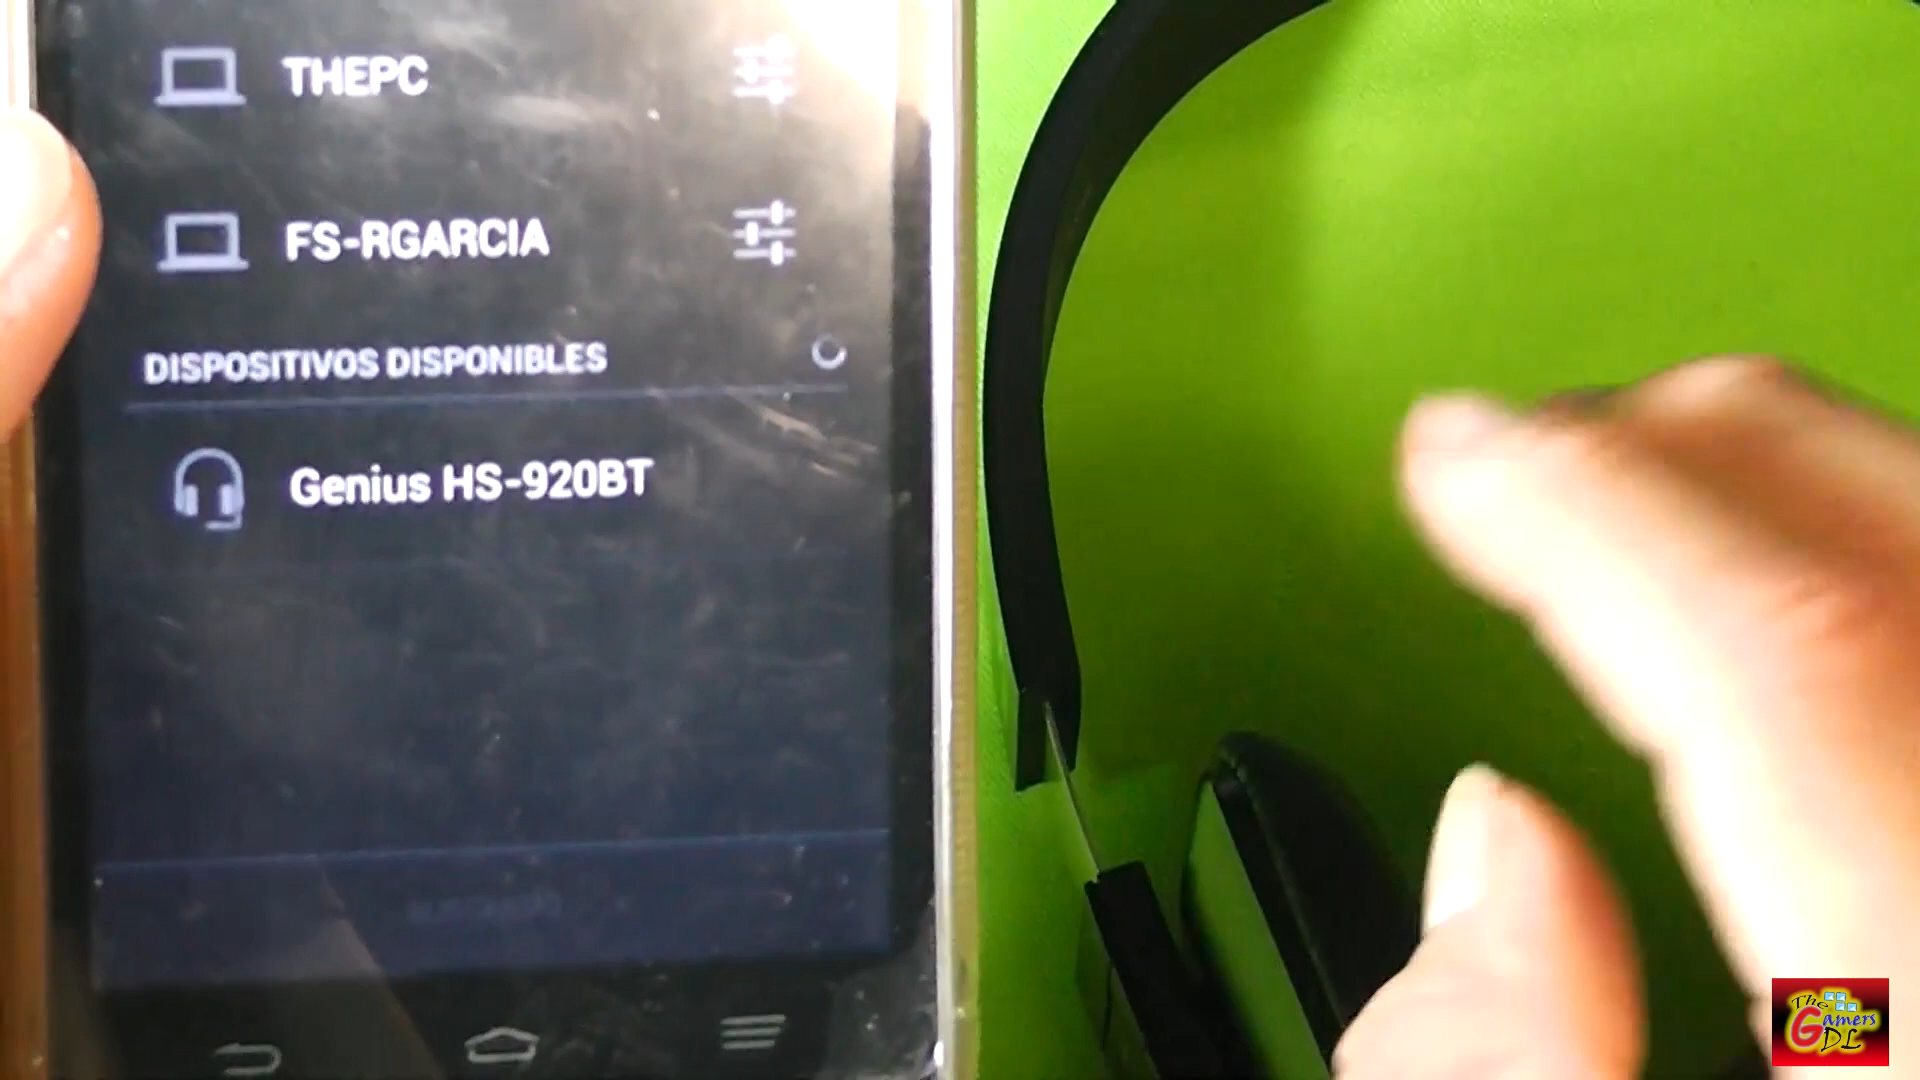 THEPC
FS-RGARCIA
DISPOSITIVOS DISPONIBLES
Genius HS-920BT
The
Gamers
DL